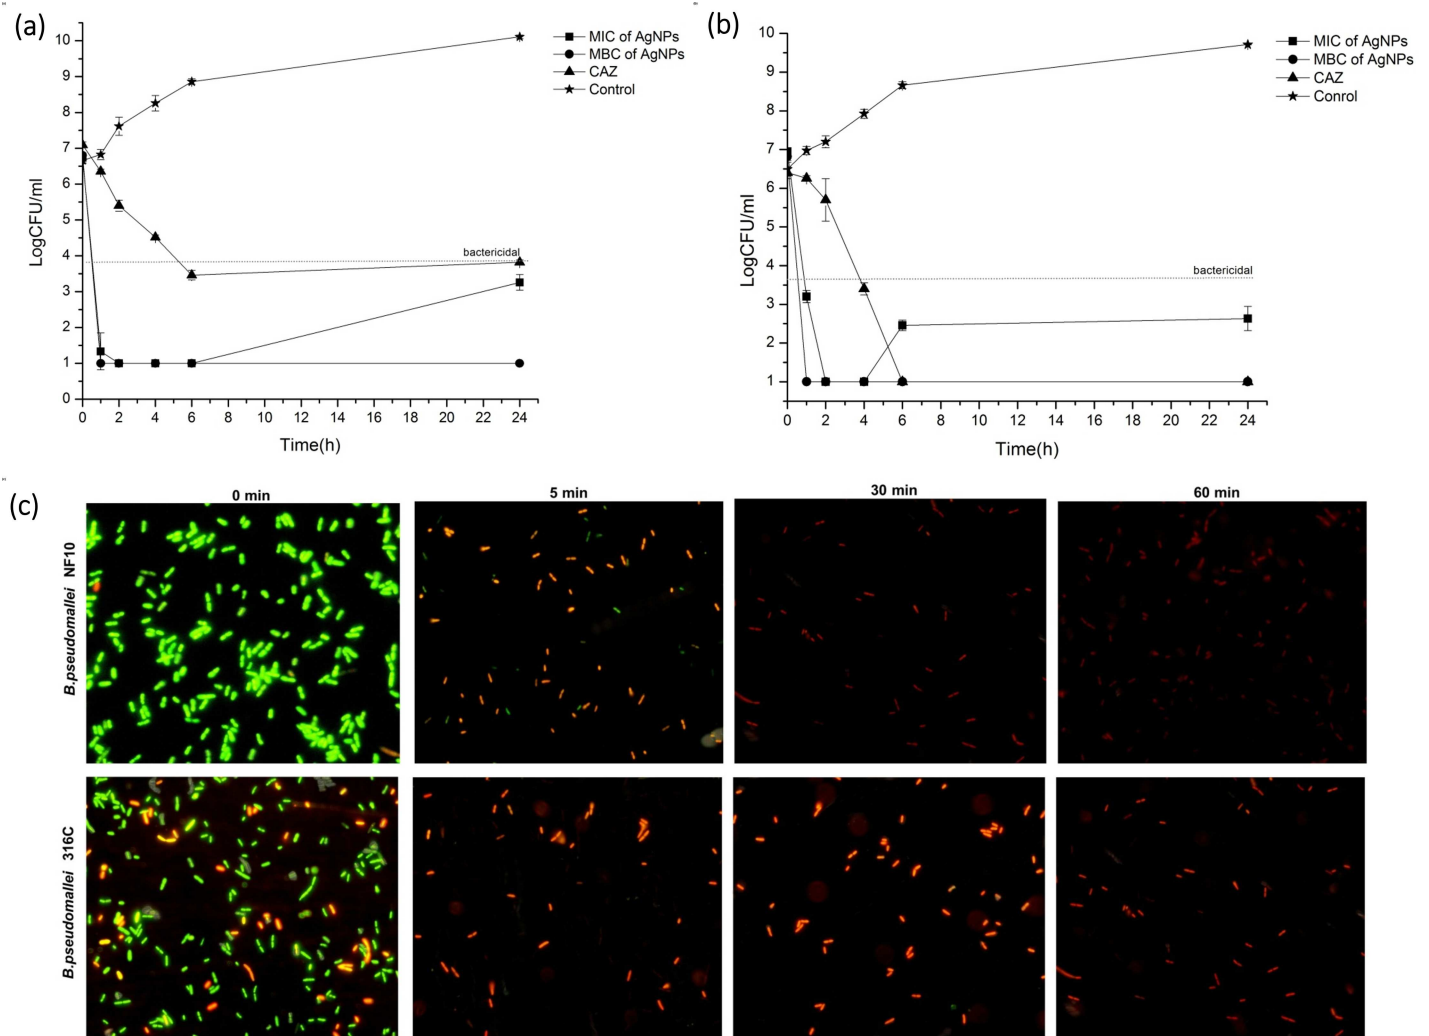 (a)
10
9
8
7
6
5
4
3
2
1
0
LogCFU/ml
bactericidal
0 2 4 6 8 10 12 14 16 18 20 22 24
Time(h)
MIC of AgNPs
MBC of AgNPs
CAZ
Control
(b)
10
9
8
7
6
5
4
3
2
1
LogCFU/ml
bactericidal
0 2 4 6 8 10 12 14 16 18 20 22 24
Time(h)
MIC of AgNPs
MBC of AgNPs
CAZ
Conrol
(c)
0 min 5 min 30 min 60 min
B.pseudomallei NF10
B.pseudomallei 316C